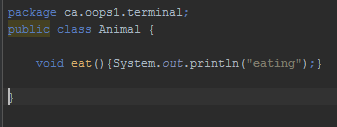 package ca.oops1.terminal;
public class Animal {
void eat(){System.out.println("eating");}
}